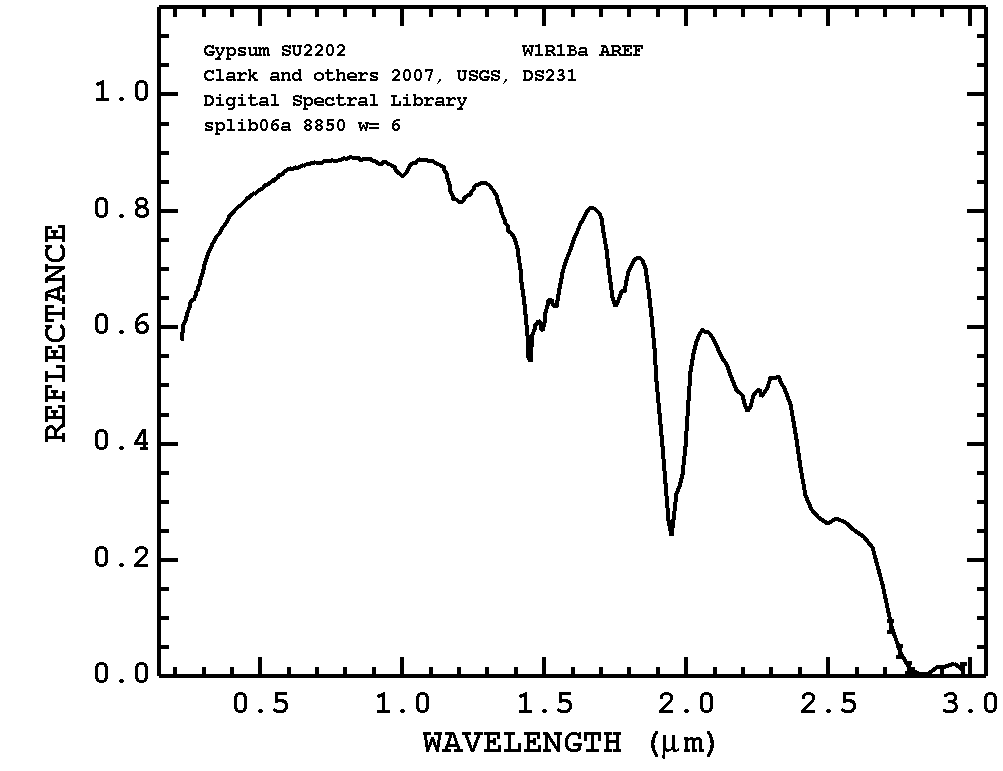 Gypsum SU2202 W1R1Ba AREF
Clark and others 2007, USGS, DS231
Digital Spectral Library
splib06a 8850 w= 6
REFLECTANCE
1.0
0.8
0.6
0.4
0.2
0.0
0.5 1.0 1.5 2.0 2.5 3.0
WAVELENGTH (μm)